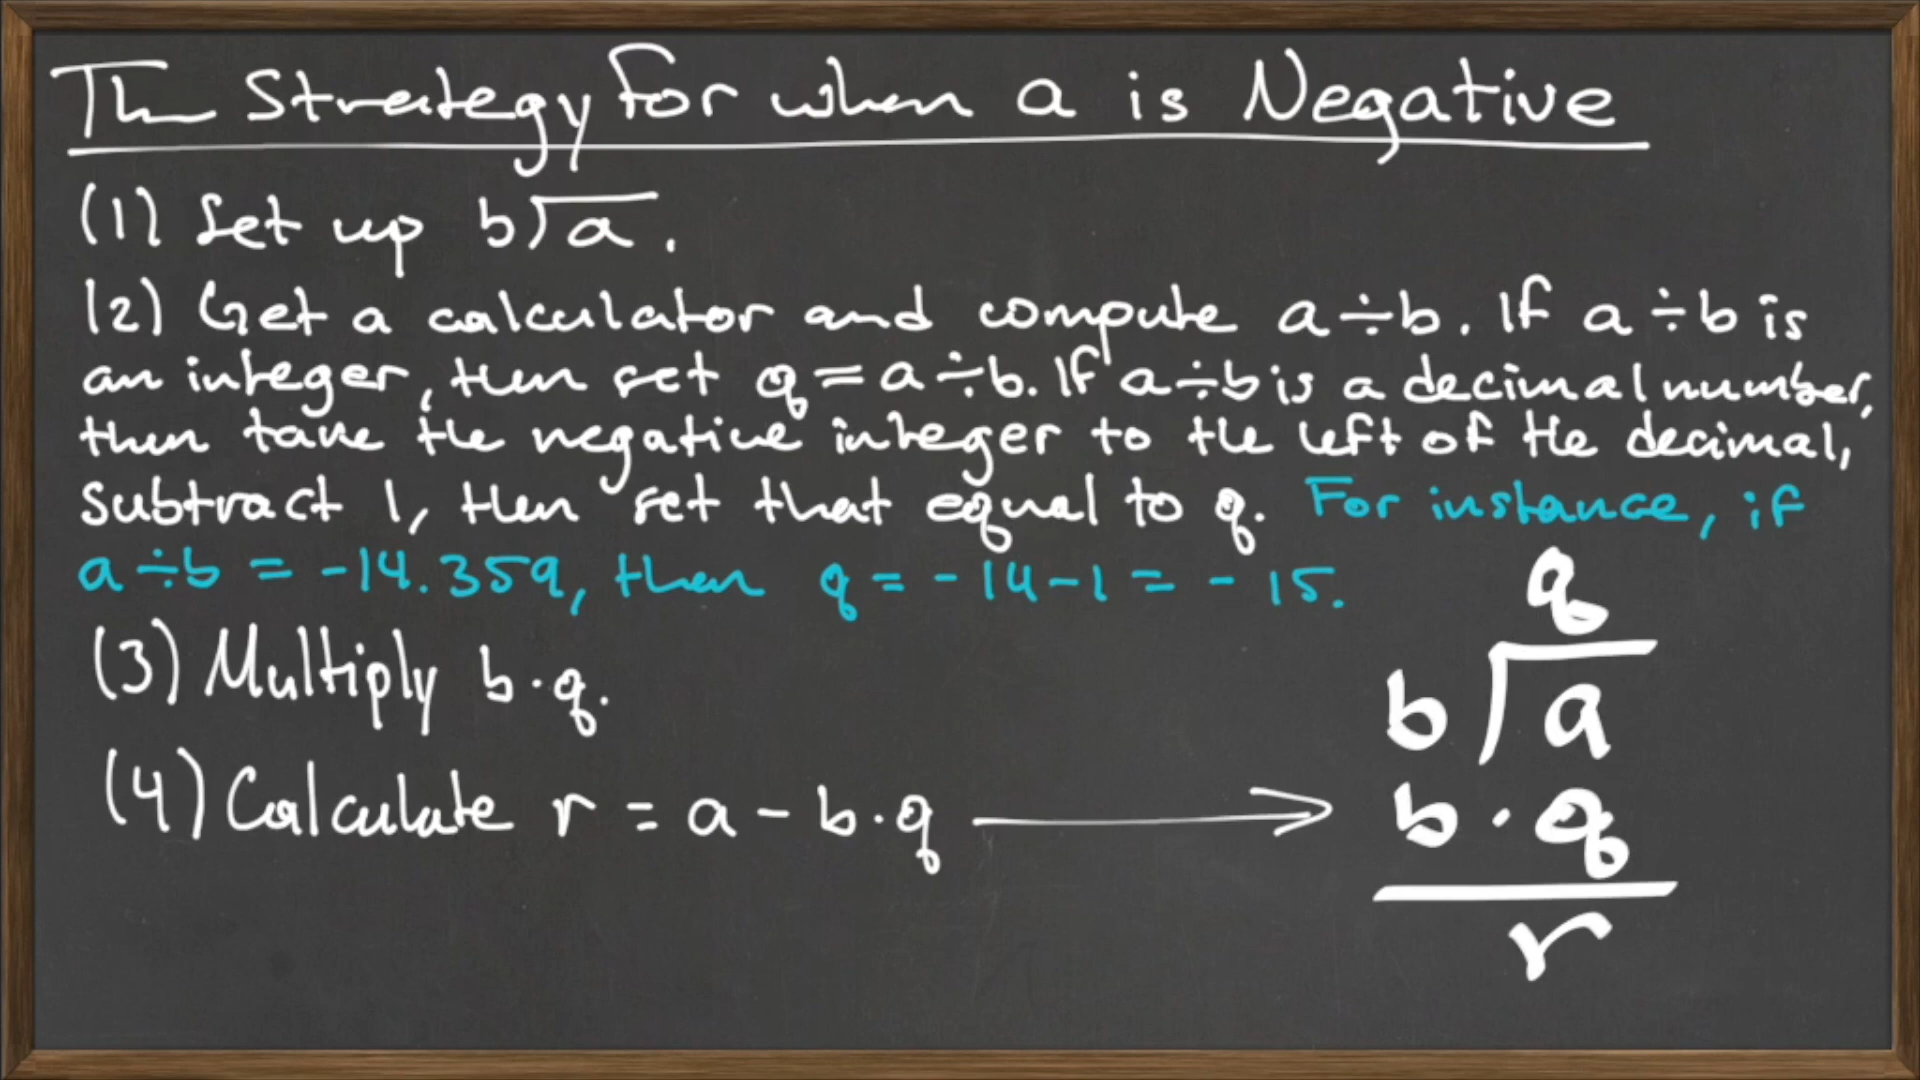 The Strategy for when a is Negative
(1) Set up b)a.
(2) Get a calculator and compute a÷b. If a÷b is
an integer, then set q=a÷b. If a÷b is a decimal number,
then take the negative integer to the left of the decimal,
subtract 1, then set that equal to q. For instance, if
a÷b = -14.359, then q = -14-1 = -15.
(3) Multiply b·q.
(4) Calculate r = a - b·q
q
b)a
b·q
r